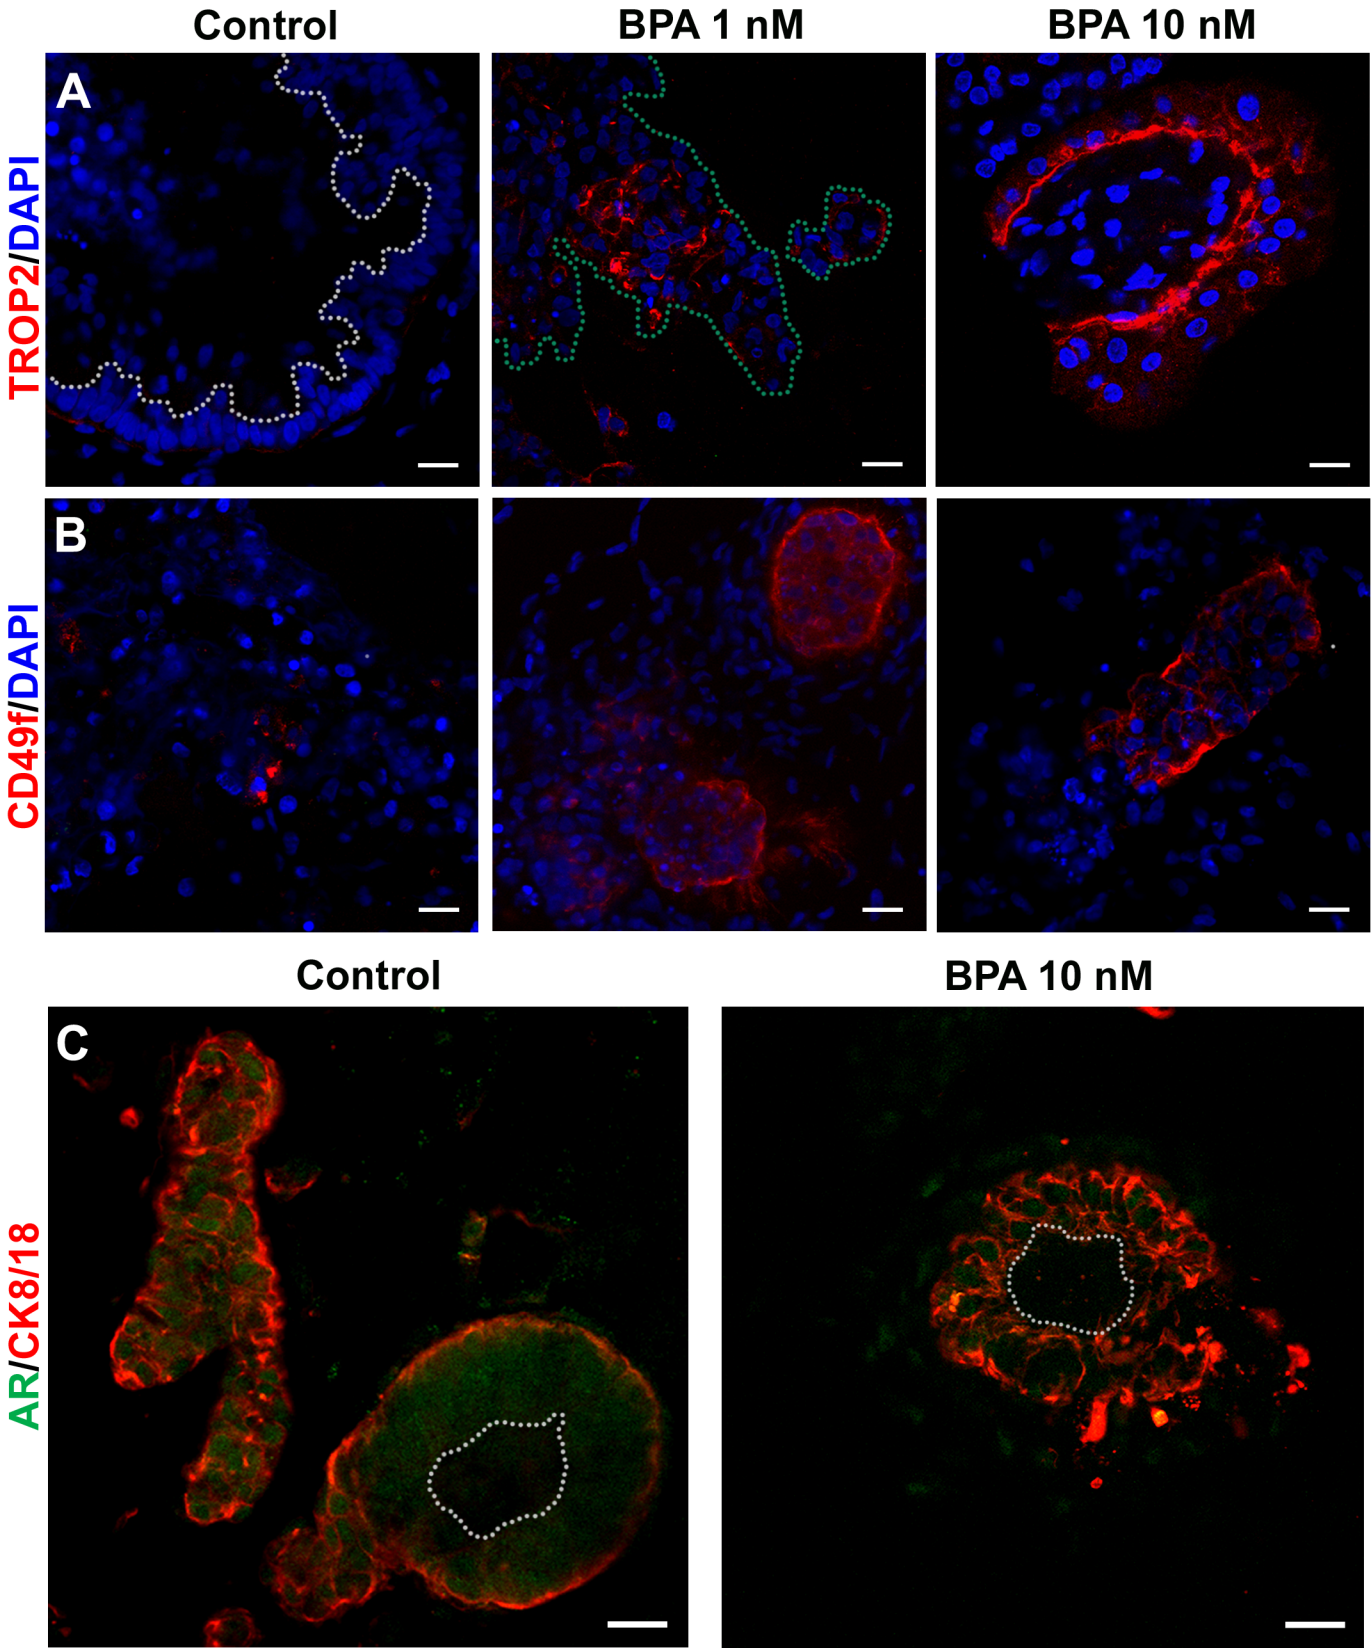 Control
BPA 1 nM
BPA 10 nM
A
TROP2/DAPI
B
CD49f/DAPI
Control
BPA 10 nM
C
AR/CK8/18